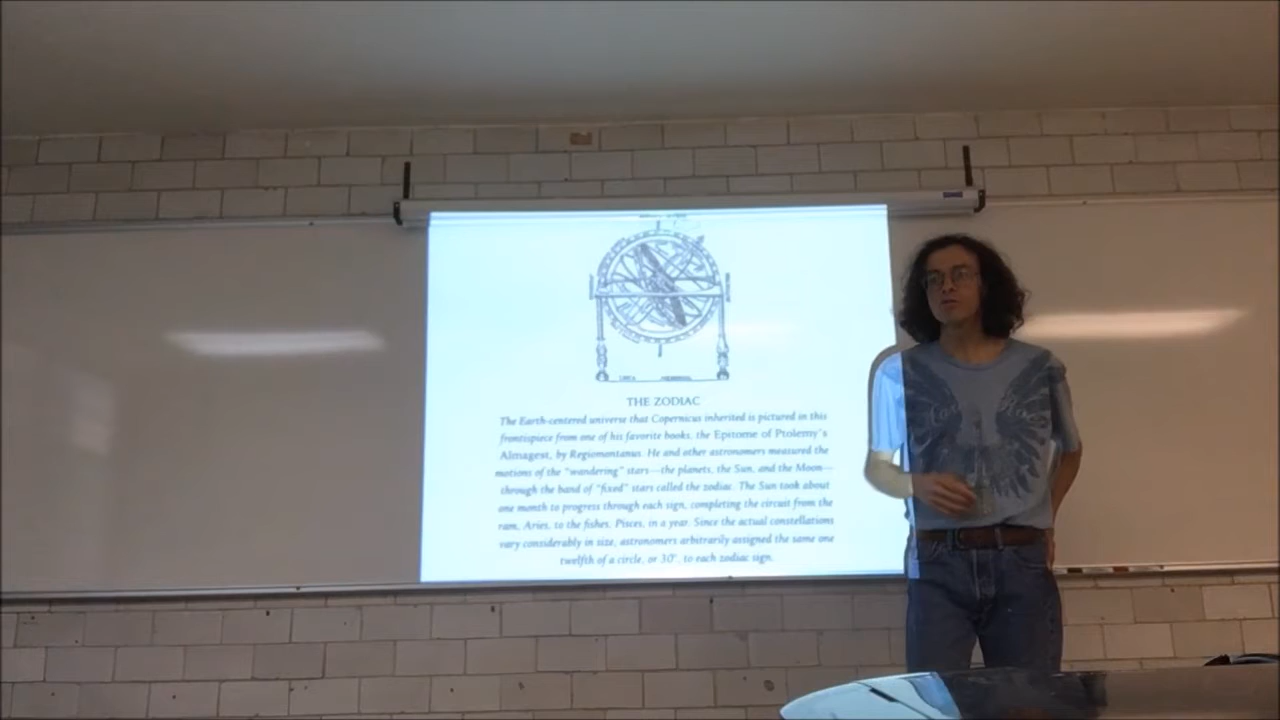 THE ZODIAC
The Earth-centered universe that Copernicus inherited is pictured in this
frontispiece from one of his favorite books, the Epitome of Ptolemy's
Almagest, by Regiomontanus. He and other astronomers measured the
motions of the "wandering" stars—the planets, the Sun, and the Moon—
through the band of "fixed" stars called the zodiac. The Sun took about
one month to progress through each sign, completing the circuit from the
ram, Aries, to the fishes, Pisces, in a year. Since the actual constellations
vary considerably in size, astronomers arbitrarily assigned the same one
twelfth of a circle, or 30°, to each zodiac sign.